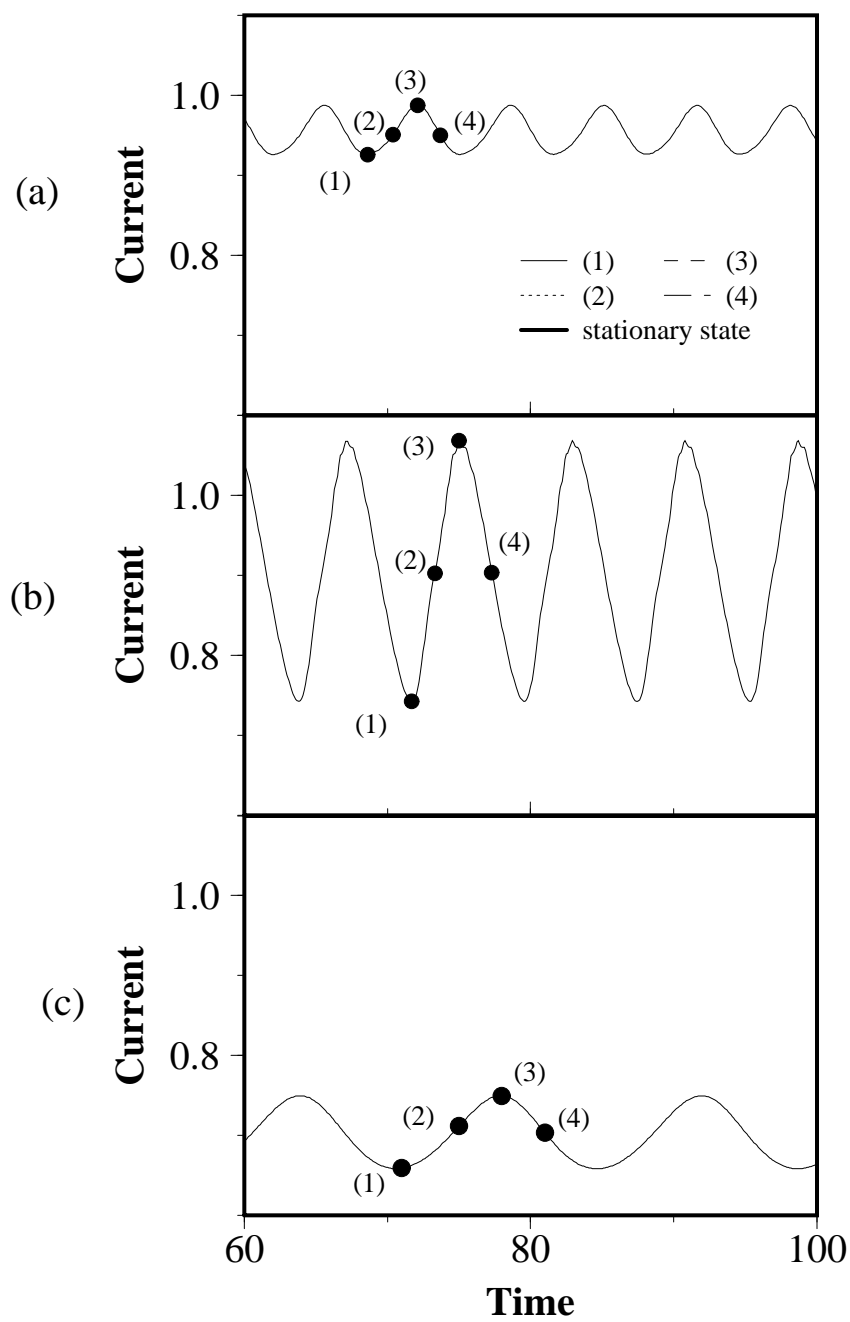 (a)
Current
1.0
0.8
(1)
(2)
(3)
(4)
(1) (3)
(2) (4)
stationary state
(b)
Current
1.0
0.8
(1)
(2)
(3)
(4)
(c)
Current
1.0
0.8
(1)
(2)
(3)
(4)
60 80 100
Time